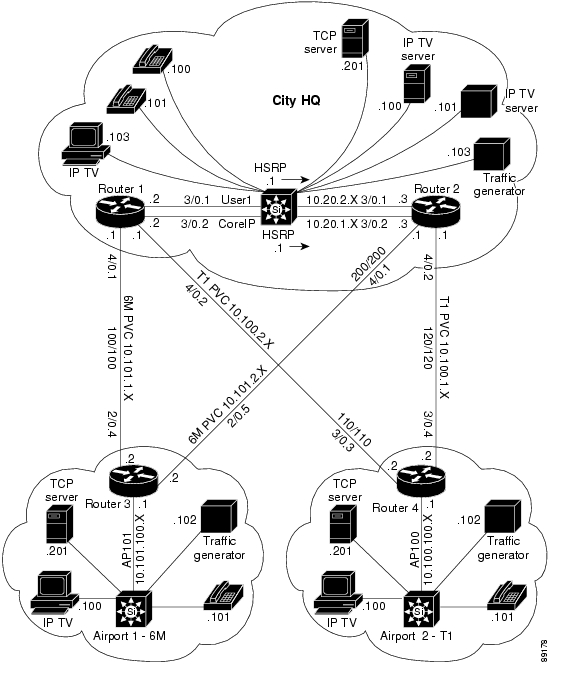 TCP
server
.201
IP TV
server
.100
.100
.101
City HQ
.101
IP TV
server
.103
IP TV
.103
Traffic
generator
HSRP
.1
Router 1
Router 2
.2
3/0.1
User1
Si
10.20.2.X
3/0.1
.3
.2
3/0.2
CoreIP
10.20.1.X
3/0.2
.3
HSRP
.1
.1
.1
.1
.1
4/0.1
6M PVC 10.101.1.X
100/100
2/0.4
T1 PVC 10.100.2.X
4/0.2
110/110
3/0.3
200/200
4/0.1
6M PVC 10.101.2.X
2/0.5
4/0.2
T1 PVC 10.100.1.X
120/120
3/0.4
.2
.2
Router 3
.1
TCP
server
.201
AP101
10.101.100.X
.102
Traffic
generator
.100
IP TV
Si
.101
Airport 1 - 6M
.2
.2
Router 4
.1
TCP
server
.201
AP100
10.100.100.X
.102
Traffic
generator
.100
IP TV
Si
.101
Airport 2 - T1